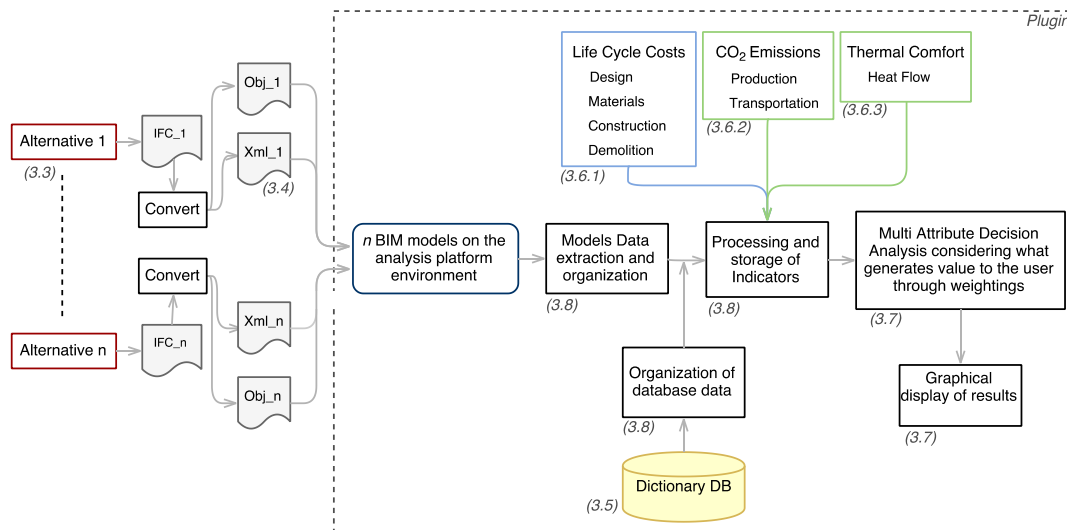 Plugin
Life Cycle Costs
Design
Materials
Construction
Demolition
(3.6.1)
CO2 Emissions
Production
Transportation
(3.6.2)
Thermal Comfort
Heat Flow
(3.6.3)
Alternative 1
(3.3)
IFC_1
Convert
Obj_1
Xml_1
(3.4)
Convert
IFC_n
Alternative n
Xml_n
Obj_n
n BIM models on the
analysis platform
environment
Models Data
extraction and
organization
(3.8)
Processing and
storage of
Indicators
(3.8)
Multi Attribute Decision
Analysis considering what
generates value to the user
through weightings
(3.7)
Organization of
database data
(3.8)
Dictionary DB
(3.5)
Graphical
display of results
(3.7)